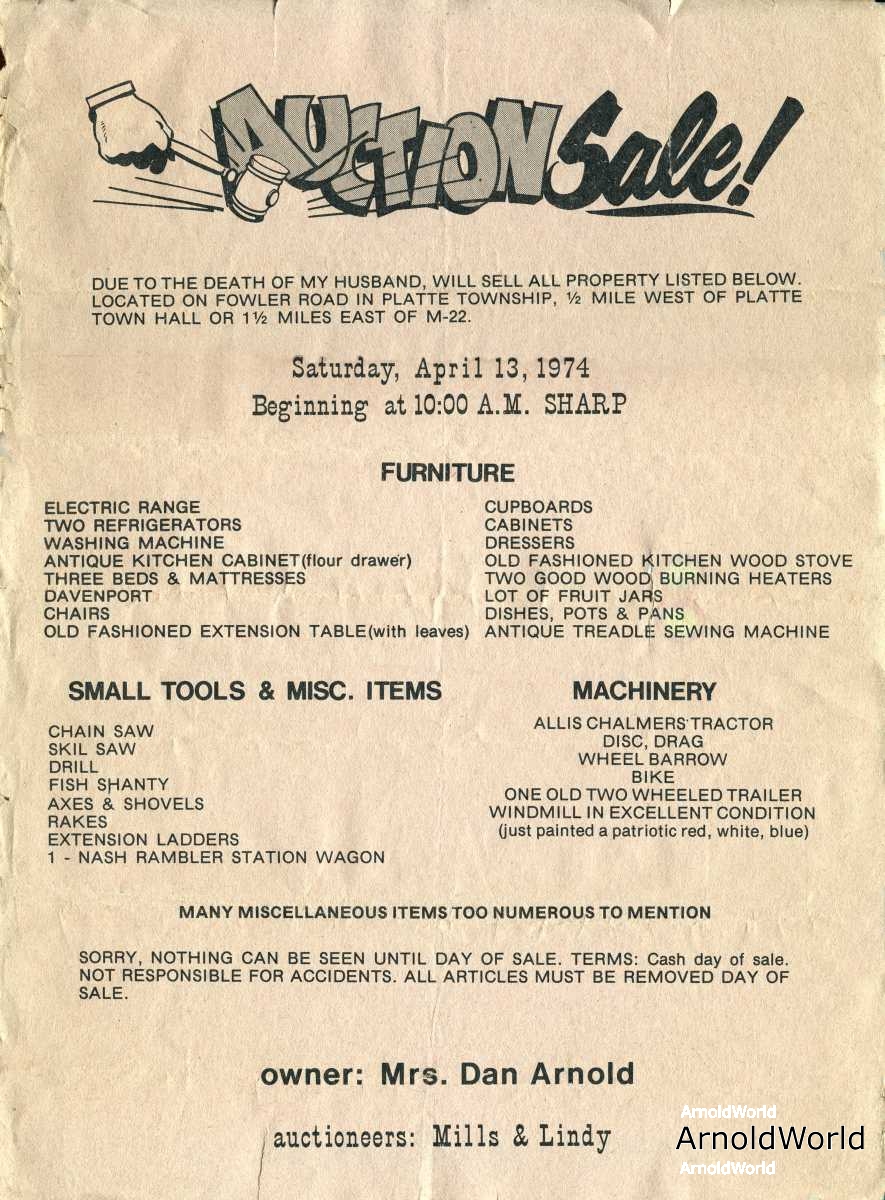 AUCTION Sale!
DUE TO THE DEATH OF MY HUSBAND, WILL SELL ALL PROPERTY LISTED BELOW.
LOCATED ON FOWLER ROAD IN PLATTE TOWNSHIP, ½ MILE WEST OF PLATTE
TOWN HALL OR 1½ MILES EAST OF M-22.
Saturday, April 13, 1974
Beginning at 10:00 A.M. SHARP
FURNITURE
ELECTRIC RANGE
TWO REFRIGERATORS
WASHING MACHINE
ANTIQUE KITCHEN CABINET(flour drawer)
THREE BEDS & MATTRESSES
DAVENPORT
CHAIRS
OLD FASHIONED EXTENSION TABLE(with leaves)
CUPBOARDS
CABINETS
DRESSERS
OLD FASHIONED KITCHEN WOOD STOVE
TWO GOOD WOOD BURNING HEATERS
LOT OF FRUIT JARS
DISHES, POTS & PANS
ANTIQUE TREADLE SEWING MACHINE
SMALL TOOLS & MISC. ITEMS
CHAIN SAW
SKIL SAW
DRILL
FISH SHANTY
AXES & SHOVELS
RAKES
EXTENSION LADDERS
1 - NASH RAMBLER STATION WAGON
MACHINERY
ALLIS CHALMERS TRACTOR
DISC, DRAG
WHEEL BARROW
BIKE
ONE OLD TWO WHEELED TRAILER
WINDMILL IN EXCELLENT CONDITION
(just painted a patriotic red, white, blue)
MANY MISCELLANEOUS ITEMS TOO NUMEROUS TO MENTION
SORRY, NOTHING CAN BE SEEN UNTIL DAY OF SALE. TERMS: Cash day of sale.
NOT RESPONSIBLE FOR ACCIDENTS. ALL ARTICLES MUST BE REMOVED DAY OF
SALE.
owner: Mrs. Dan Arnold
auctioneers: Mills & Lindy
ArnoldWorld
ArnoldWorld
ArnoldWorld